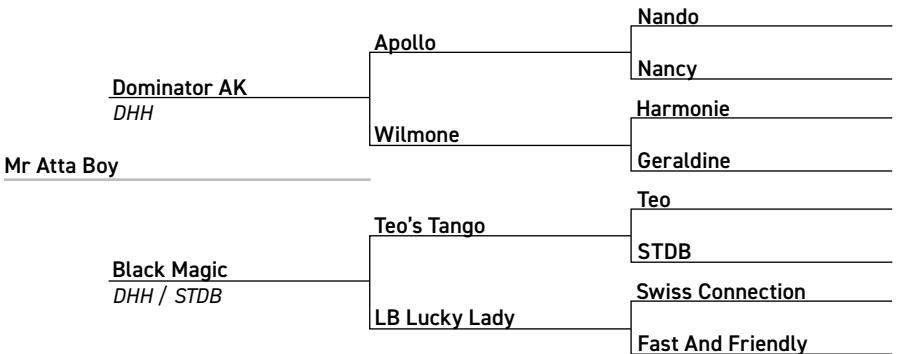 Nando
Apollo
Nancy
Dominator AK
DHH
Harmonie
Wilmone
Geraldine
Mr Atta Boy
Teo
Teo's Tango
STDB
Black Magic
DHH / STDB
Swiss Connection
LB Lucky Lady
Fast And Friendly